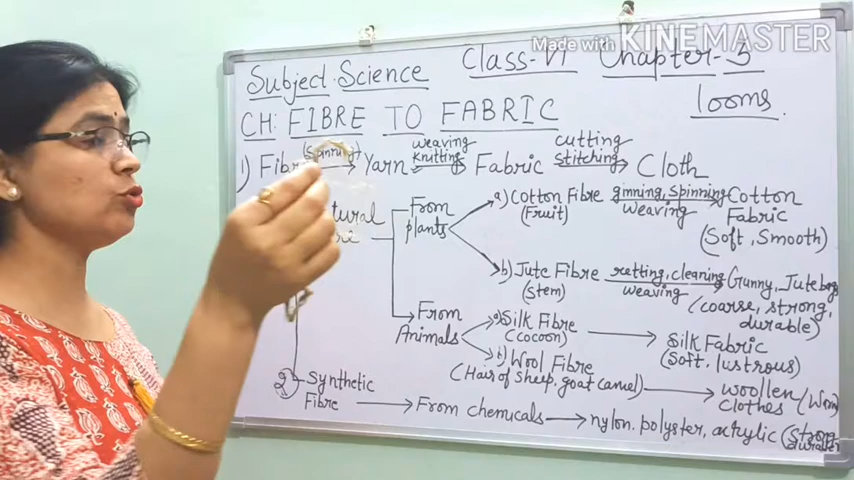 Made with KINEMASTER
Subject: Science Class-VI Chapter-3
CH: FIBRE TO FABRIC looms
(Spinning) weaving cutting
1) Fibre Yarn knitting Fabric stitching Cloth
From plants a) Cotton Fibre (Fruit) ginning, spinning weaving Cotton Fabric (Soft, Smooth)
b) Jute Fibre (Stem) retting, cleaning weaving Gunny, Jute bag (coarse, strong, durable)
From Animals a) Silk Fibre (Cocoon) Silk Fabric (Soft, lustrous)
b) Wool Fibre (Hairs of Sheep, goat camel) woollen Clothes
2 Synthetic Fibre From Chemicals nylon, polyster, acrylic (Strong